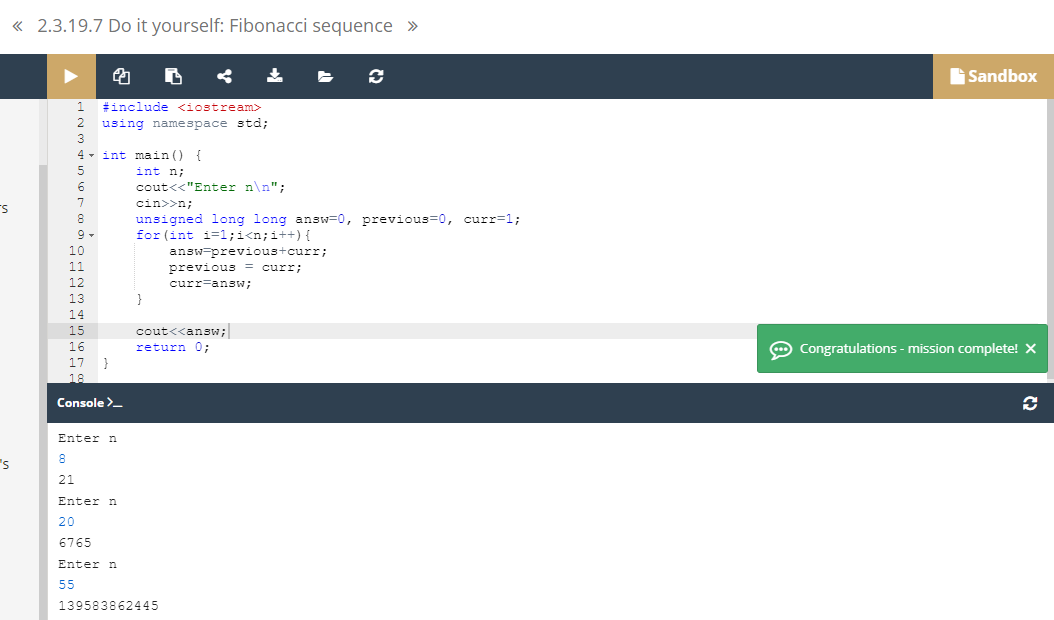 « 2.3.19.7 Do it yourself: Fibonacci sequence »
Sandbox
1 #include <iostream>
2 using namespace std;
3
4 int main() {
5 int n;
6 cout<<"Enter n\n";
7 cin>>n;
8 unsigned long long answ=0, previous=0, curr=1;
9 for(int i=1;i<n;i++){
10 answ=previous+curr;
11 previous = curr;
12 curr=answ;
13 }
14
15 cout<<answ;
16 return 0;
17 }
18
Congratulations - mission complete! ×
Console >_
Enter n
8
21
Enter n
20
6765
Enter n
55
139583862445
rs
's